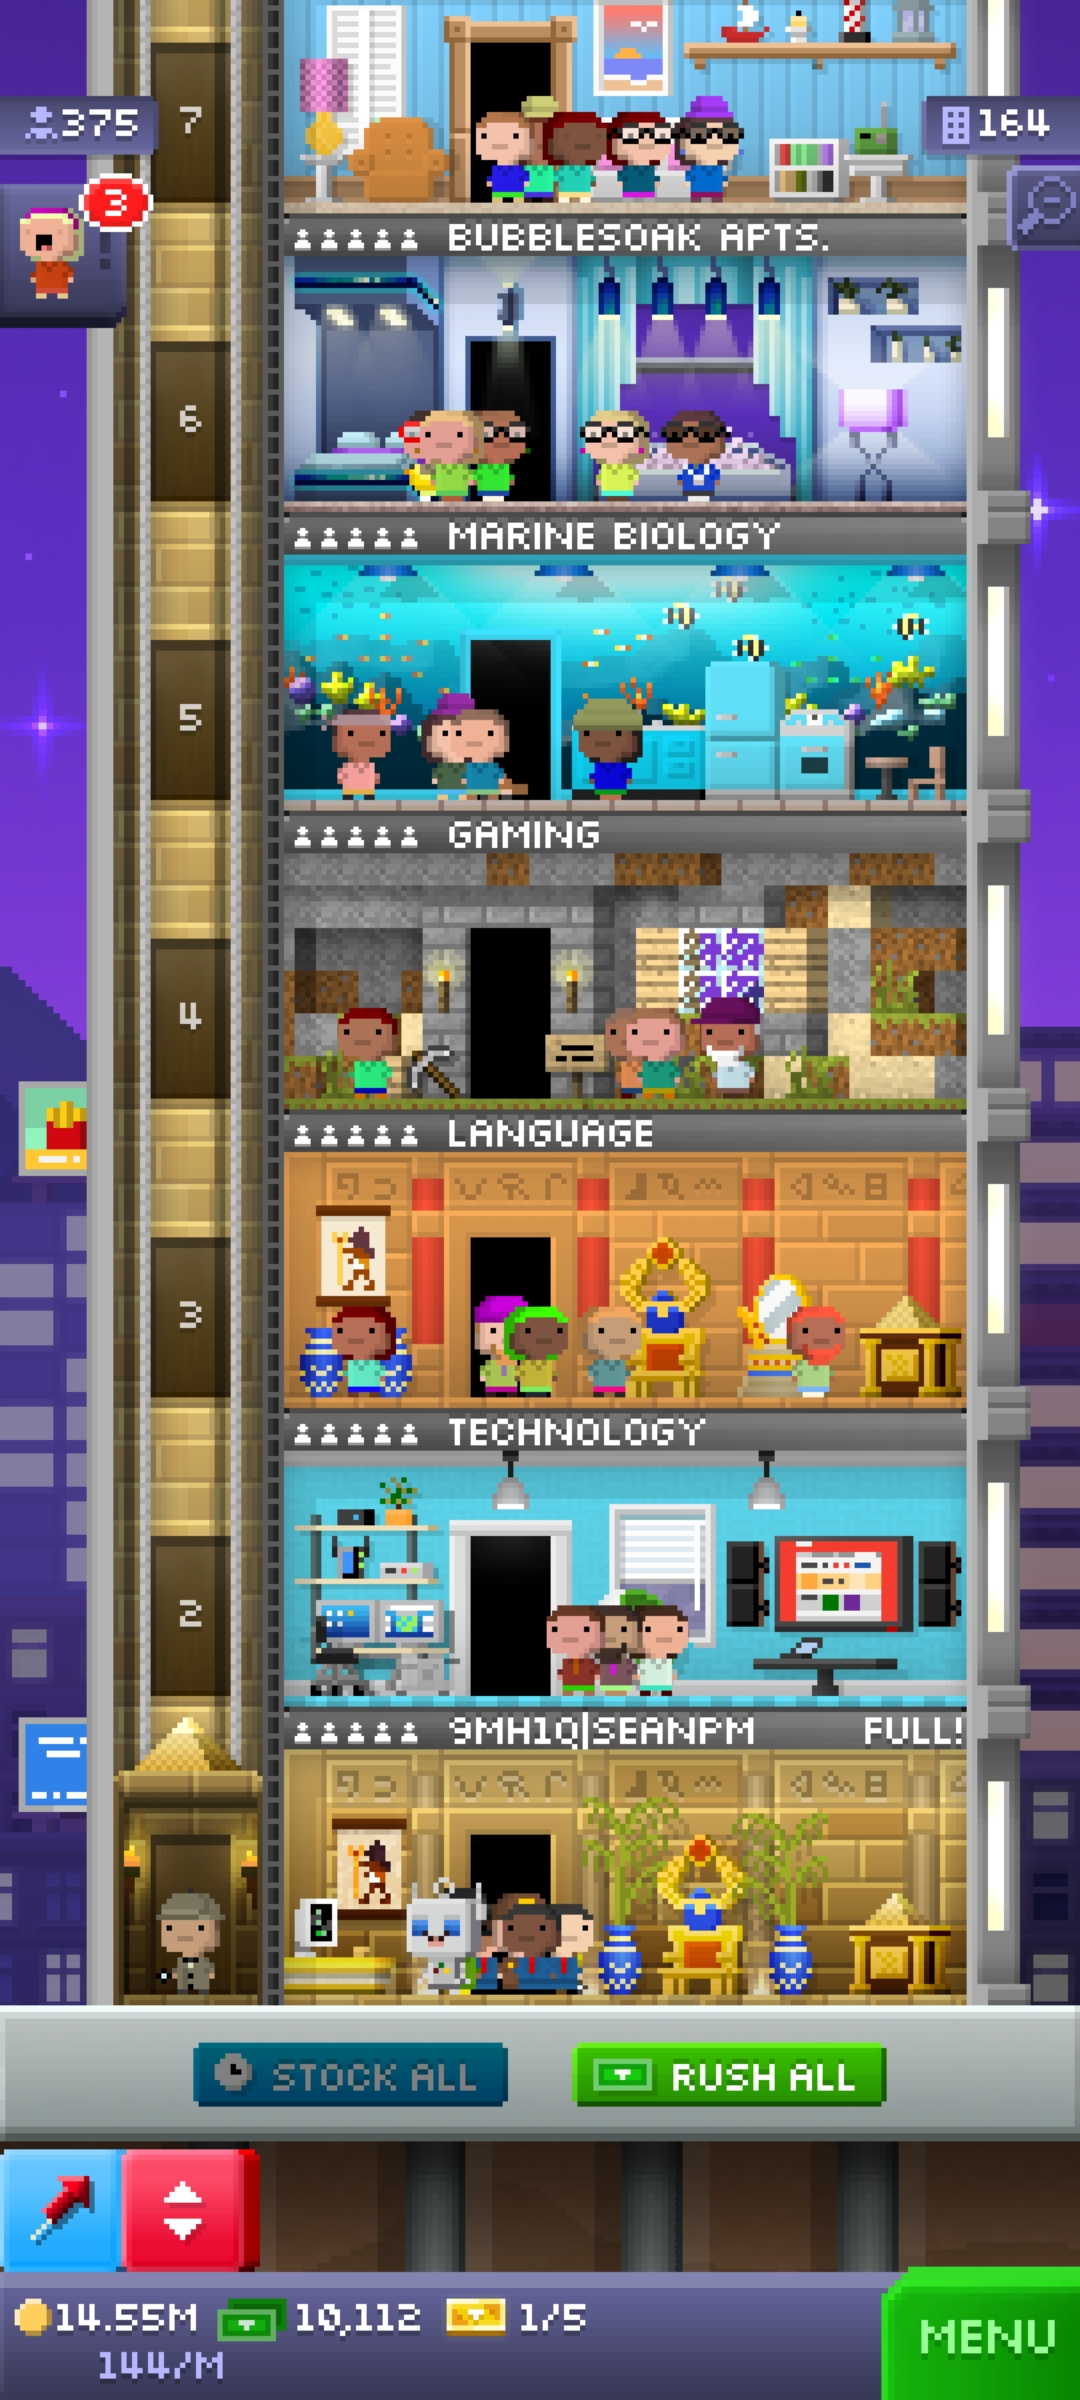 7
375
164
3
BUBBLESOAK APTS.
6
MARINE BIOLOGY
5
GAMING
4
LANGUAGE
3
TECHNOLOGY
2
9MH1Q|SEANPM FULL!
STOCK ALL
RUSH ALL
14.55M 10,112 1/5
144/M
MENU